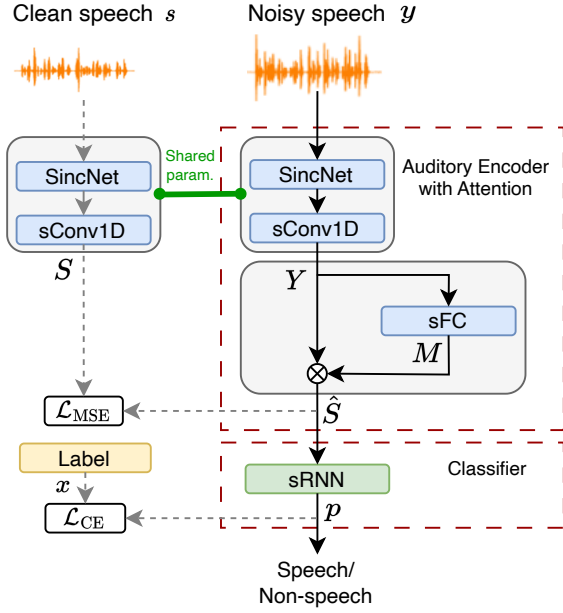 Clean speech s
Noisy speech y
Shared
param.
SincNet
sConv1D
S
SincNet
sConv1D
Auditory Encoder
with Attention
Y
sFC
M
⊗
Ŝ
ℒMSE
Label
x
ℒCE
sRNN
p
Classifier
Speech/
Non-speech